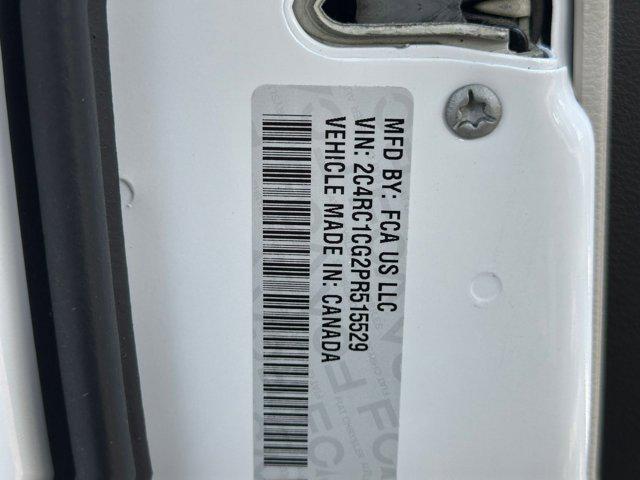 MFD BY: FCA US LLC
VIN: 2C4RC1CG2PR515529
VEHICLE MADE IN: CANADA